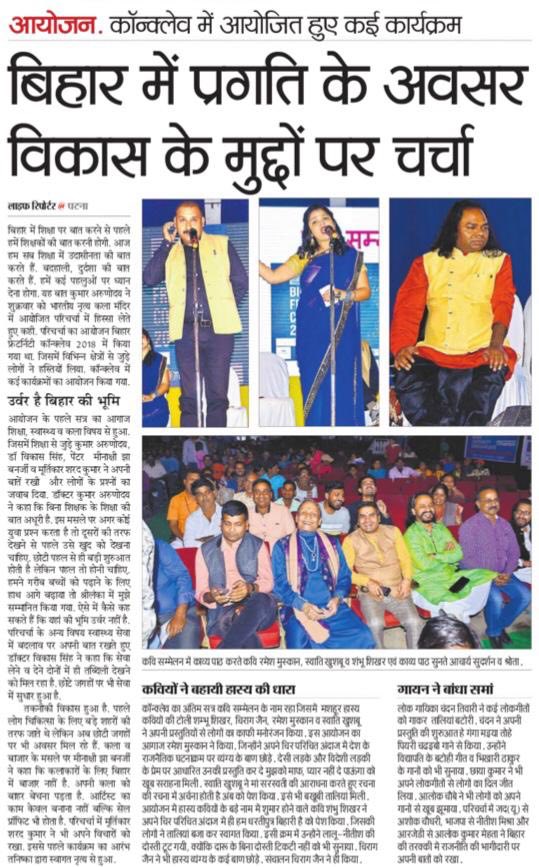 आयोजन. कॉन्क्लेव में आयोजित हुए कई कार्यक्रम
बिहार में प्रगति के अवसर
विकास के मुद्दों पर चर्चा
लाइफ रिपोर्टर @ पटना
बिहार में शिक्षा पर बात करने से पहले
हमें शिक्षकों की बात करनी होगी. आज
हम सब शिक्षा में उदासीनता की बात
करते हैं. बदहाली, दुर्दशा की बात
करते हैं. हमें कई पहलुओं पर ध्यान
देना होगा. यह बात कुमार अरुणोदय ने
शुक्रवार को भारतीय नृत्य कला मंदिर
में आयोजित परिचर्चा में हिस्सा लेते
हुए कही. परिचर्चा का आयोजन बिहार
फ्रेटर्निटी कॉन्क्लेव 2018 में किया
गया था. जिसमें विभिन्न क्षेत्रों से जुड़े
लोगों ने हस्तियों लिया. कॉन्क्लेव में
कई कार्यक्रमों का आयोजन किया गया.
उर्वर है बिहार की भूमि
आयोजन के पहले सत्र का आगाज
शिक्षा, स्वास्थ्य व कला विषय से हुआ.
जिसमें शिक्षा से जुड़े कुमार अरुणोदय,
डॉ विकास सिंह, पेंटर मीनाक्षी झा
बनर्जी व मूर्तिकार शरद कुमार ने अपनी
बातें रखी और लोगों के प्रश्नों का
जवाब दिया. डॉक्टर कुमार अरुणोदय
ने कहा कि बिना शिक्षक के शिक्षा की
बात अधूरी है. इस मसले पर अगर कोई
युवा प्रश्न करता है तो दूसरों की तरफ
देखने से पहले उसे खुद को देखना
चाहिए. छोटी पहल से ही बड़ी शुरुआत
होती है लेकिन पहल तो होनी चाहिए.
हमने गरीब बच्चों को पढ़ाने के लिए
हाथ आगे बढ़ाया तो श्रीलंका में मुझे
सम्मानित किया गया. ऐसे में कैसे कह
सकते हैं कि यहां की भूमि उर्वर नहीं है.
परिचर्चा के अन्य विषय स्वास्थ्य सेवा
में बदलाव पर अपनी बात रखते हुए
डॉक्टर विकास सिंह ने कहा कि सेवा
लेने व देने दोनों में ही तब्दिली देखने
को मिल रहा है. छोटे जगहों पर भी सेवा
में सुधार हुआ है.
तकनीकी विकास हुआ है. पहले
लोग चिकित्सा के लिए बड़े शहरों की
तरफ जाते थे लेकिन अब छोटी जगहों
पर भी अवसर मिल रहे हैं. कला व
बाजार के मसले पर मीनाक्षी झा बनर्जी
ने कहा कि कलाकारों के लिए बिहार
में बाजार नहीं है. अपनी कला को
बाहर बेचना पड़ता है. आर्टिस्ट का
काम केवल बनाना नहीं बल्कि सेल
प्रॉफिट भी होता है. परिचर्चा में मूर्तिकार
शरद कुमार ने भी अपने विचारों को
रखा. इससे पहले कार्यक्रम का आरंभ
तनिष्का द्वारा स्वागत नृत्य से हुआ.
कवि सम्मेलन में काव्य पाठ करते कवि रमेश मुस्कान, स्वाति खुशबू व शंभू शिखर एवं काव्य पाठ सुनते आचार्य सुदर्शन व श्रोता.
कवियों ने बहायी हास्य की धारा
कॉन्क्लेव का अंतिम सत्र कवि सम्मेलन के नाम रहा जिसमें मशहूर हास्य
कवियों की टोली शम्भू शिखर, चिराग जैन, रमेश मुस्कान व स्वाति खुशबू
ने अपनी प्रस्तुतियों से लोगों का काफी मनोरंजन किया. इस आयोजन का
आगाज रमेश मुस्कान ने किया, जिन्होंने अपने चिर परिचित अंदाज में देश के
राजनैतिक घटनाक्रम पर व्यंग्य के बाण छोड़े. देसी लड़के और विदेशी लड़की
के प्रेम पर आधारित उनकी प्रस्तुति कर दे मुझको माफ, प्यार नहीं दे पाऊंगा को
खूब सराहना मिली. स्वाति खुशबू ने मां सरस्वती की आराधना करते हुए रचना
की रचना में अर्चना होती है अंब को पेश किया. इसे भी बखूबी तालियां मिली.
आयोजन में हास्य कवियों के बड़े नाम में शुमार होने वाले कवि शंभू शिखर ने
अपने चिर परिचित अंदाज में ही हम धरतीपुत्र बिहारी है को पेश किया, जिसकी
लोगों ने तालियां बजा कर स्वागत किया. इसी क्रम में उन्होंने लालू-नीतीश की
दोस्ती टूट गयी, क्योंकि दारू के बिना दोस्ती टिकती नहीं को भी सुनाया. चिराग
जैन ने भी हास्य व्यंग्य के कई बाण छोड़े. संचालन चिराग जैन ने ही किया.
गायन ने बांधा समां
लोक गायिका चंदन तिवारी ने कई लोकगीतों
को गाकर तालियां बटोरी. चंदन ने अपनी
प्रस्तुति की शुरुआत हे गंगा मइया तोहे
पियरी चढइबो गाने से किया. उन्होंने
विद्यापति के बटोही गीत व भिखारी ठाकुर
के गानों को भी सुनाया. छाया कुमार ने भी
अपने लोकगीतों से लोगों का दिल जीत
लिया. आलोक चौबे ने भी लोगों को अपने
गानों से खूब झुमाया. परिचर्चा में जद(यू) से
अशोक चौधरी, भाजपा से नीतीश मिश्रा और
आरजेडी से आलोक कुमार मेहता ने बिहार
की तरक्की में राजनीति की भागीदारी पर
अपनी बातों को रखा.